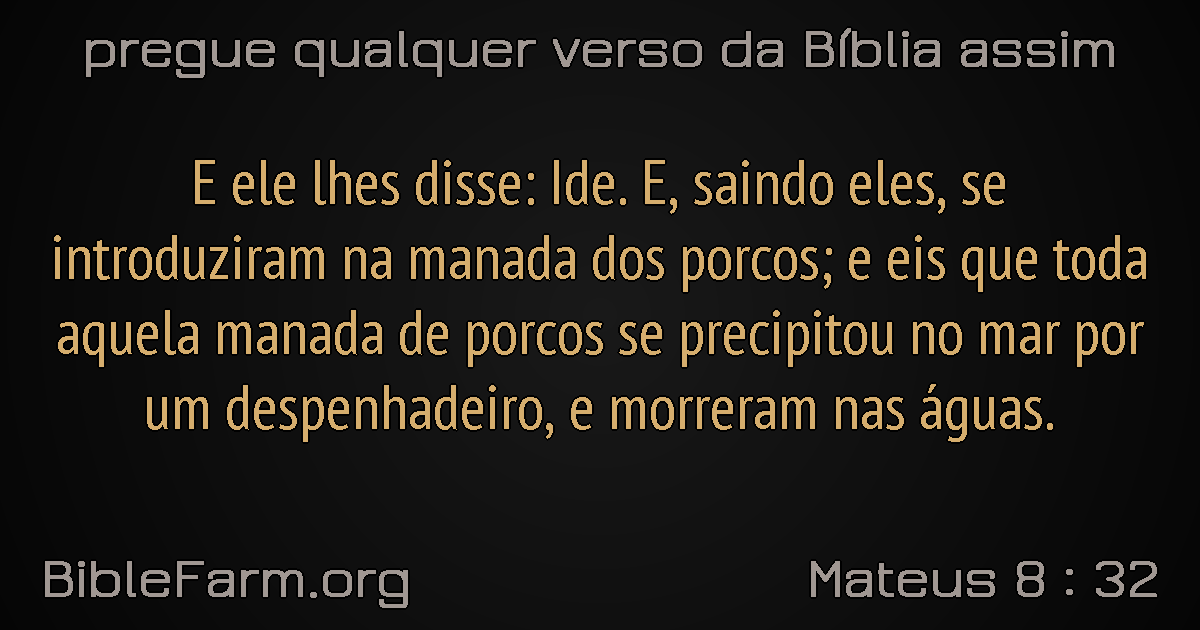 pregue qualquer verso da Bíblia assim
E ele lhes disse: Ide. E, saindo eles, se
introduziram na manada dos porcos; e eis que toda
aquela manada de porcos se precipitou no mar por
um despenhadeiro, e morreram nas águas.
BibleFarm.org
Mateus 8 : 32